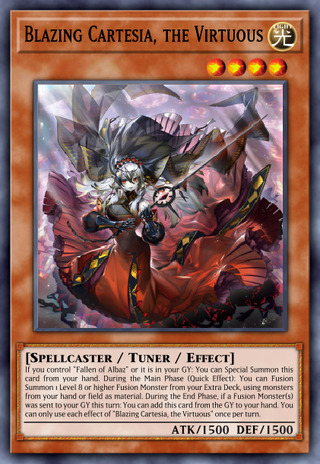 Blazing Cartesia, the Virtuous
LIGHT
光
[Spellcaster / Tuner / Effect]
If you control "Fallen of Albaz" or it is in your GY: You can Special Summon this
card from your hand. During the Main Phase (Quick Effect): You can Fusion
Summon 1 Level 8 or higher Fusion Monster from your Extra Deck, using monsters
from your hand or field as material. During the End Phase, if a Fusion Monster(s)
was sent to your GY this turn: You can add this card from the GY to your hand. You
can only use each effect of "Blazing Cartesia, the Virtuous" once per turn.
ATK/1500 DEF/1500